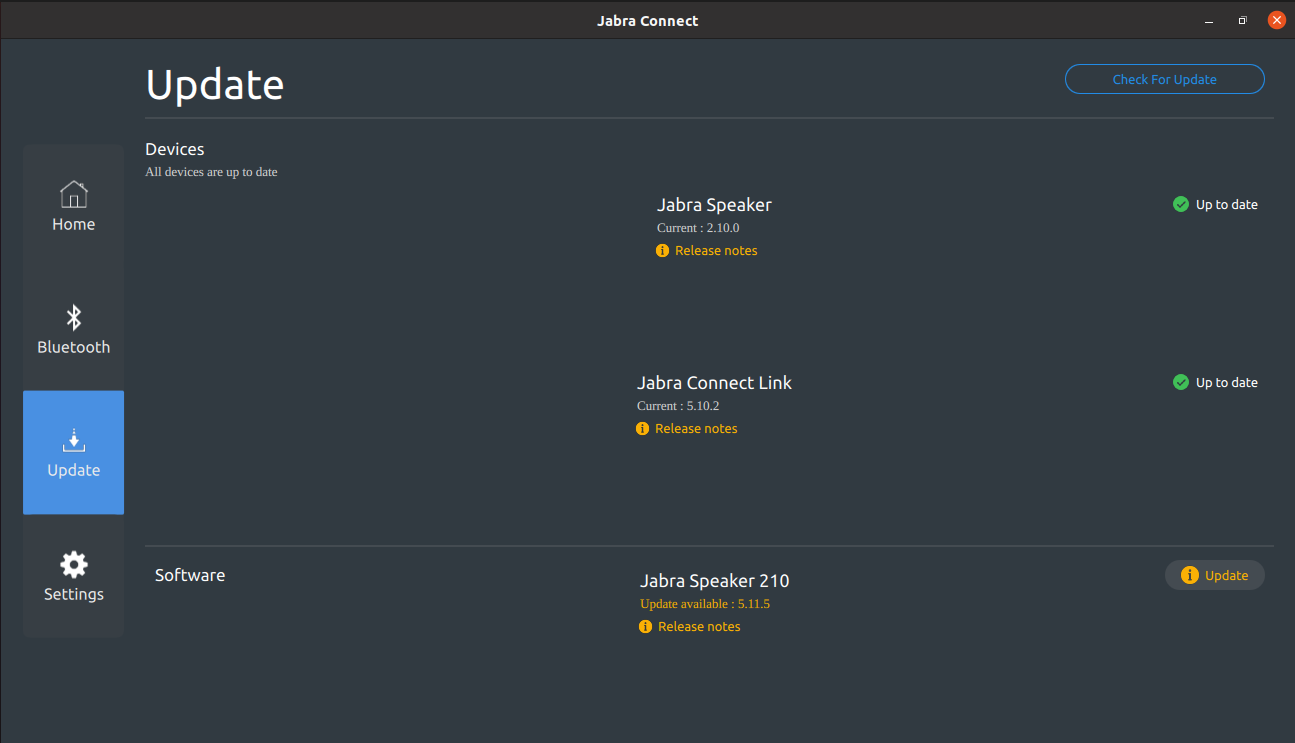 Jabra Connect
Update
Check For Update
Devices
All devices are up to date
Home
Jabra Speaker
Up to date
Current : 2.10.0
Release notes
Bluetooth
Jabra Connect Link
Up to date
Current : 5.10.2
Release notes
Update
Software
Jabra Speaker 210
Update
Update available : 5.11.5
Release notes
Settings